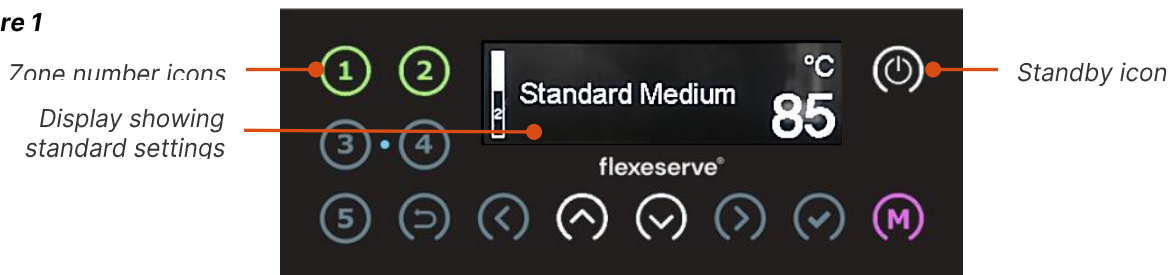 re 1
Zone number icons
Display showing
standard settings
1
2
3
4
5
2
Standard Medium
°C
85
flexeserve®
M
Standby icon